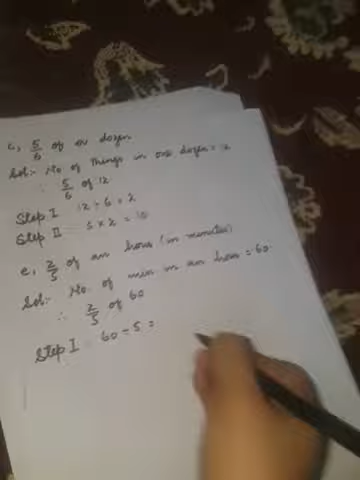 c, 5/6 of on dozen
Sol:- No of things in one dozen = 12
∴ 5/6 of 12
Step I 12 ÷ 6 = 2
Step II 5 × 2 = 10
e, 2/5 of an hour (in minutes)
Sol:- No. of min in an hour = 60.
∴ 2/5 of 60
Step I 60 ÷ 5 =